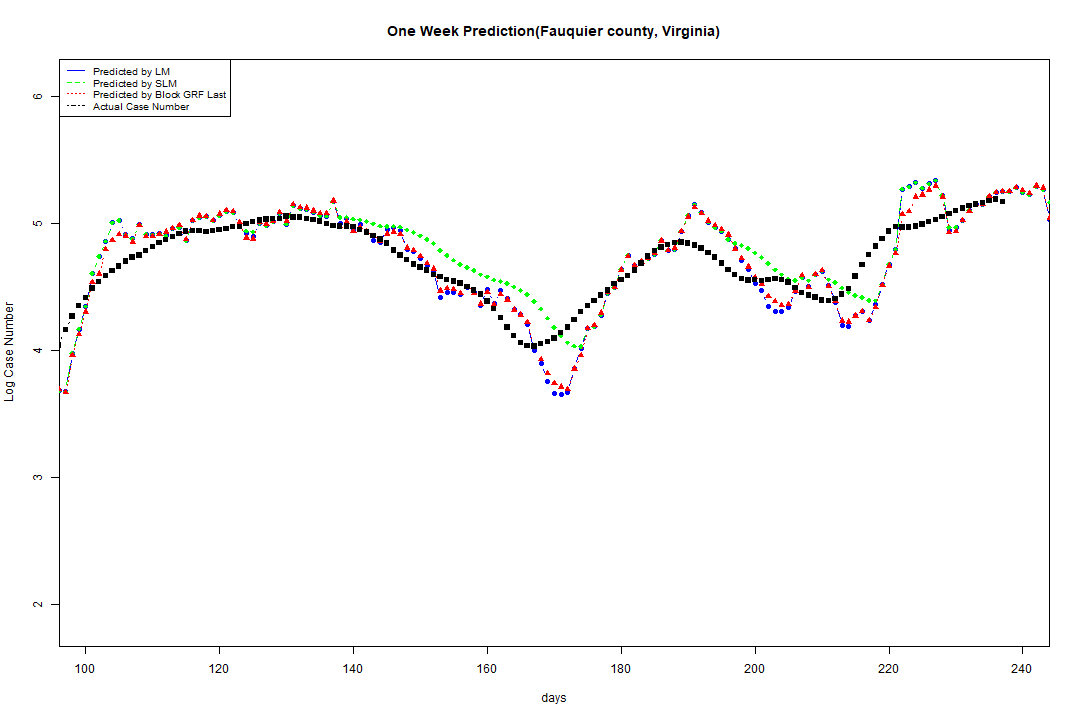 One Week Prediction(Fauquier county, Virginia)
Predicted by LM
Predicted by SLM
Predicted by Block GRF Last
Actual Case Number
6
5
4
3
2
Log Case Number
100 120 140 160 180 200 220 240
days